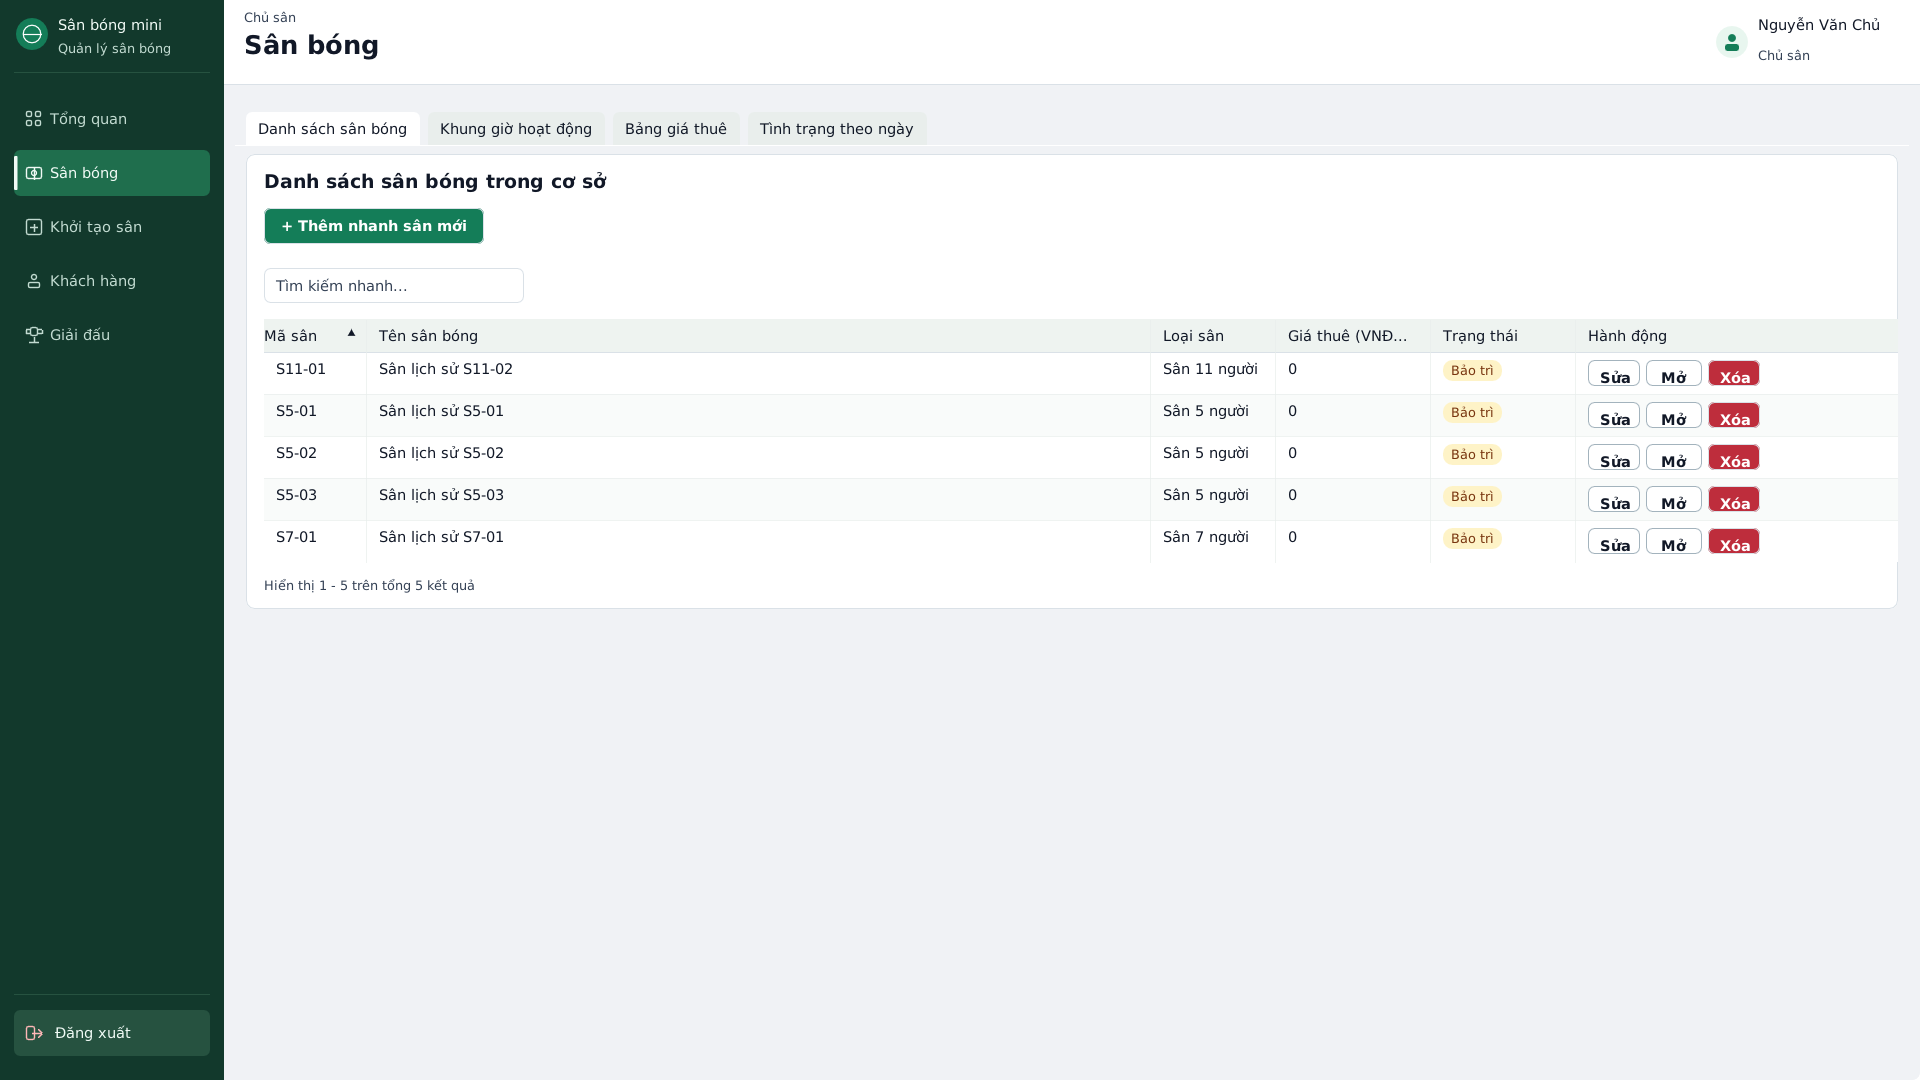 Sân bóng mini
Quản lý sân bóng
Tổng quan
Sân bóng
Khởi tạo sân
Khách hàng
Giải đấu
Đăng xuất
Chủ sân
Sân bóng
Nguyễn Văn Chủ
Chủ sân
Danh sách sân bóng Khung giờ hoạt động Bảng giá thuê Tình trạng theo ngày
Danh sách sân bóng trong cơ sở
+ Thêm nhanh sân mới
Tìm kiếm nhanh...
Mã sân ▲ Tên sân bóng Loại sân Giá thuê (VNĐ... Trạng thái Hành động
S11-01 Sân lịch sử S11-02 Sân 11 người 0 Bảo trì Sửa Mở Xóa
S5-01 Sân lịch sử S5-01 Sân 5 người 0 Bảo trì Sửa Mở Xóa
S5-02 Sân lịch sử S5-02 Sân 5 người 0 Bảo trì Sửa Mở Xóa
S5-03 Sân lịch sử S5-03 Sân 5 người 0 Bảo trì Sửa Mở Xóa
S7-01 Sân lịch sử S7-01 Sân 7 người 0 Bảo trì Sửa Mở Xóa
Hiển thị 1 - 5 trên tổng 5 kết quả